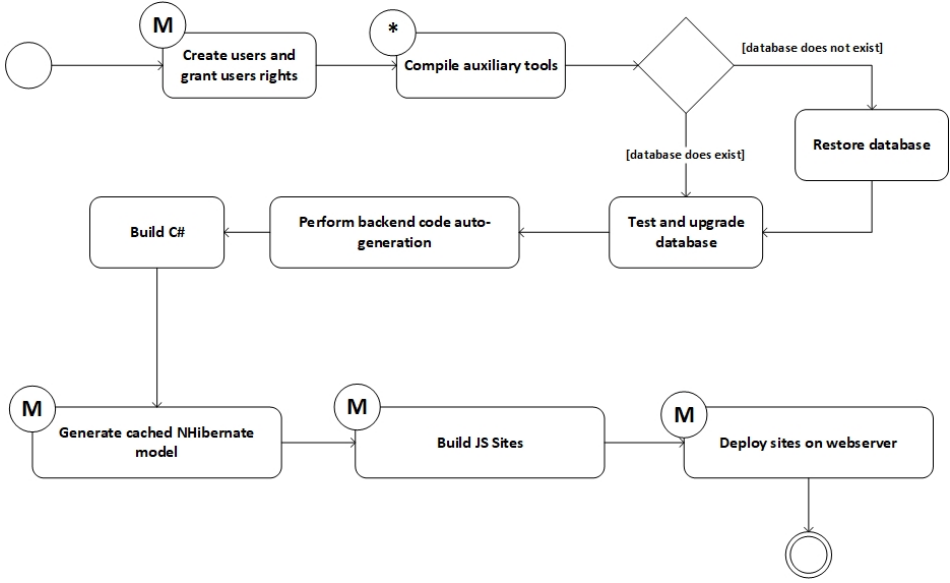 M
Create users and
grant users rights
*
Compile auxiliary tools
[database does not exist]
Restore database
[database does exist]
Test and upgrade
database
Perform backend code auto-
generation
Build C#
M
Generate cached NHibernate
model
M
Build JS Sites
M
Deploy sites on webserver